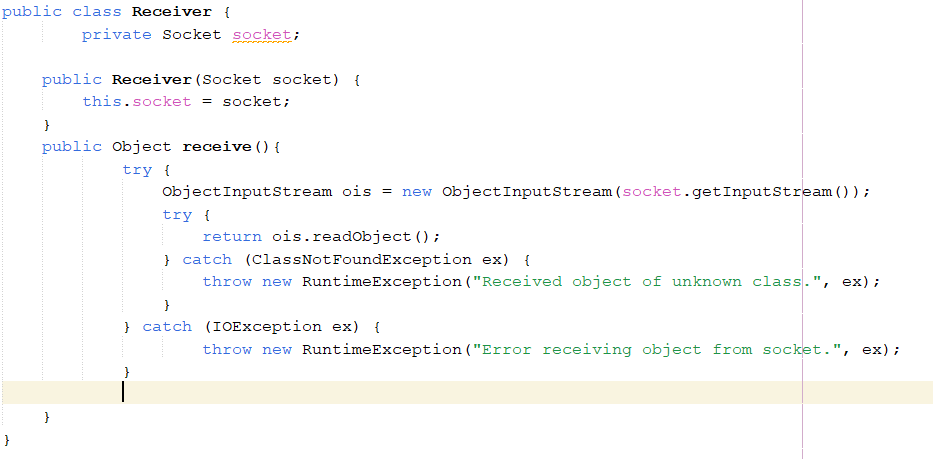 public class Receiver {
private Socket socket;
public Receiver(Socket socket) {
this.socket = socket;
}
public Object receive(){
try {
ObjectInputStream ois = new ObjectInputStream(socket.getInputStream());
try {
return ois.readObject();
} catch (ClassNotFoundException ex) {
throw new RuntimeException("Received object of unknown class.", ex);
}
} catch (IOException ex) {
throw new RuntimeException("Error receiving object from socket.", ex);
}
}
}